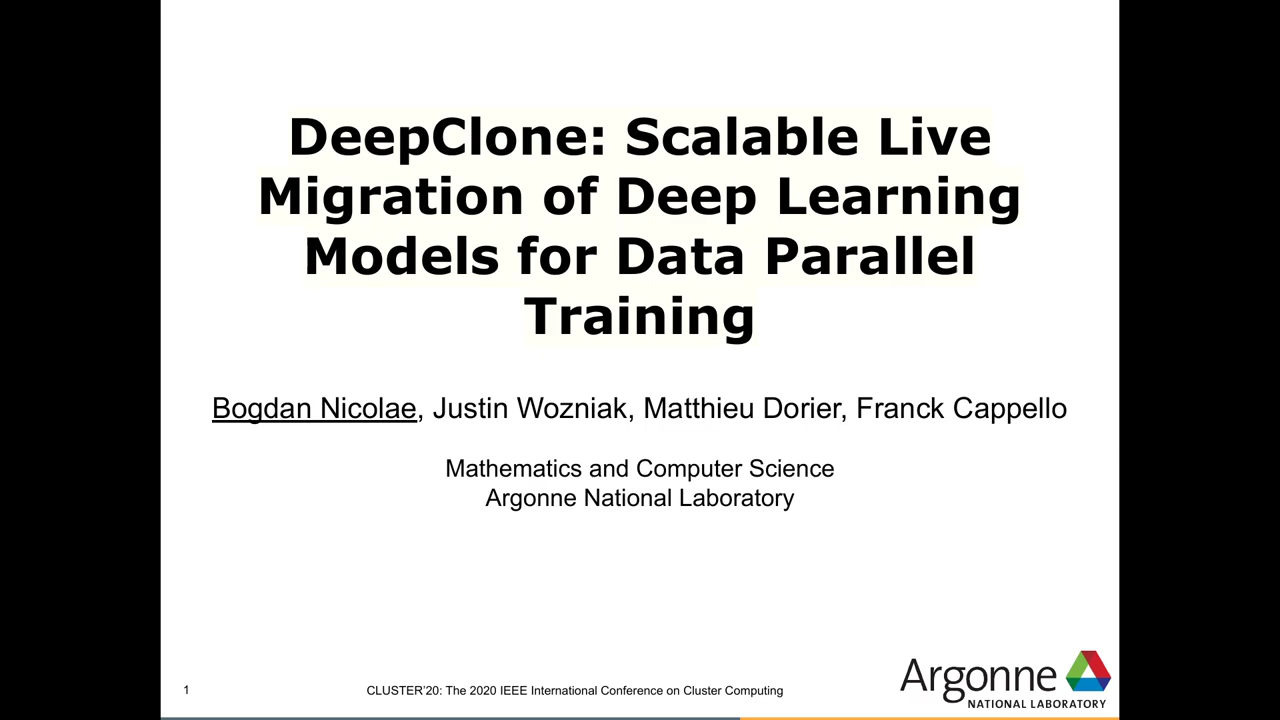 DeepClone: Scalable Live
Migration of Deep Learning
Models for Data Parallel
Training
Bogdan Nicolae, Justin Wozniak, Matthieu Dorier, Franck Cappello
Mathematics and Computer Science
Argonne National Laboratory
1
CLUSTER’20: The 2020 IEEE International Conference on Cluster Computing
Argonne
NATIONAL LABORATORY